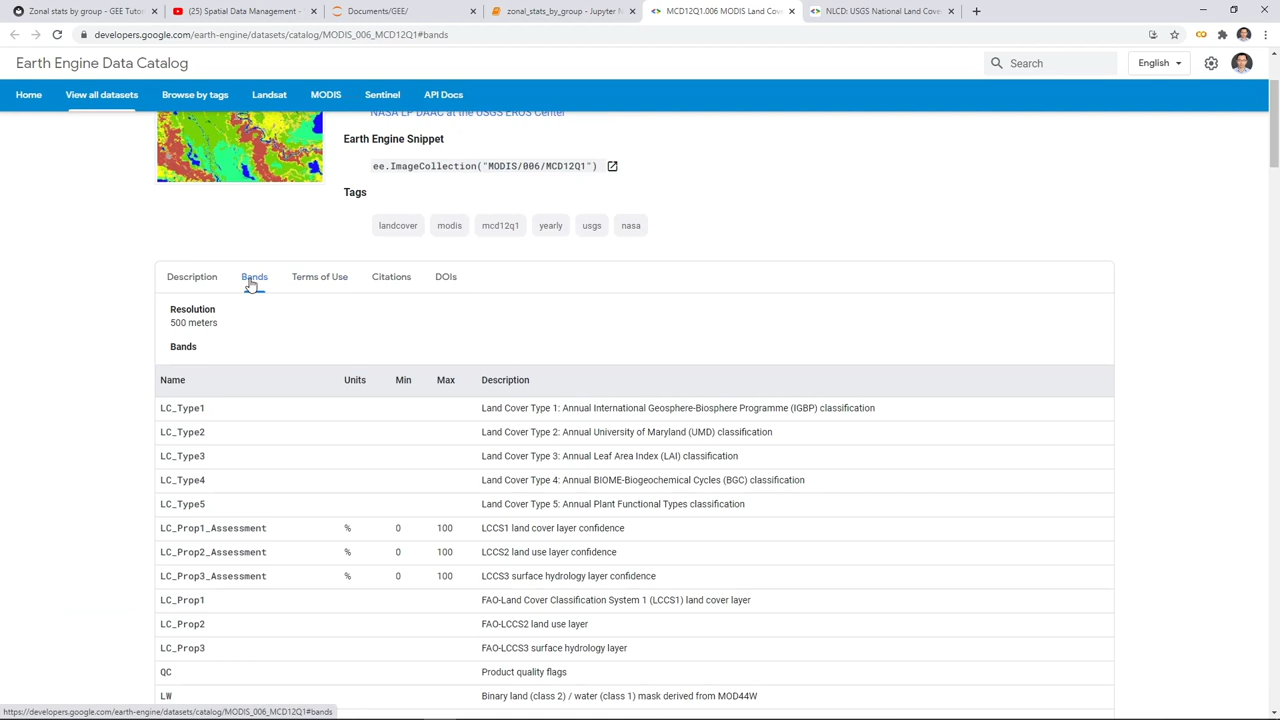 Zonal stats by group - GEE Tutor
(25) Spatial Data Management -
Documents/GEE/
zonal_stats_by_group - Jupyter N
MCD12Q1.006 MODIS Land Cov
NLCD: USGS National Land Cove
developers.google.com/earth-engine/datasets/catalog/MODIS_006_MCD12Q1#bands
Earth Engine Data Catalog
Search
English
Home
View all datasets
Browse by tags
Landsat
MODIS
Sentinel
API Docs
NASA LP DAAC at the USGS EROS Center
Earth Engine Snippet
ee.ImageCollection("MODIS/006/MCD12Q1")
Tags
landcover
modis
mcd12q1
yearly
usgs
nasa
Description
Bands
Terms of Use
Citations
DOIs
Resolution
500 meters
Bands
Name Units Min Max Description
LC_Type1 Land Cover Type 1: Annual International Geosphere-Biosphere Programme (IGBP) classification
LC_Type2 Land Cover Type 2: Annual University of Maryland (UMD) classification
LC_Type3 Land Cover Type 3: Annual Leaf Area Index (LAI) classification
LC_Type4 Land Cover Type 4: Annual BIOME-Biogeochemical Cycles (BGC) classification
LC_Type5 Land Cover Type 5: Annual Plant Functional Types classification
LC_Prop1_Assessment % 0 100 LCCS1 land cover layer confidence
LC_Prop2_Assessment % 0 100 LCCS2 land use layer confidence
LC_Prop3_Assessment % 0 100 LCCS3 surface hydrology layer confidence
LC_Prop1 FAO-Land Cover Classification System 1 (LCCS1) land cover layer
LC_Prop2 FAO-LCCS2 land use layer
LC_Prop3 FAO-LCCS3 surface hydrology layer
QC Product quality flags
LW Binary land (class 2) / water (class 1) mask derived from MOD44W
https://developers.google.com/earth-engine/datasets/catalog/MODIS_006_MCD12Q1#bands